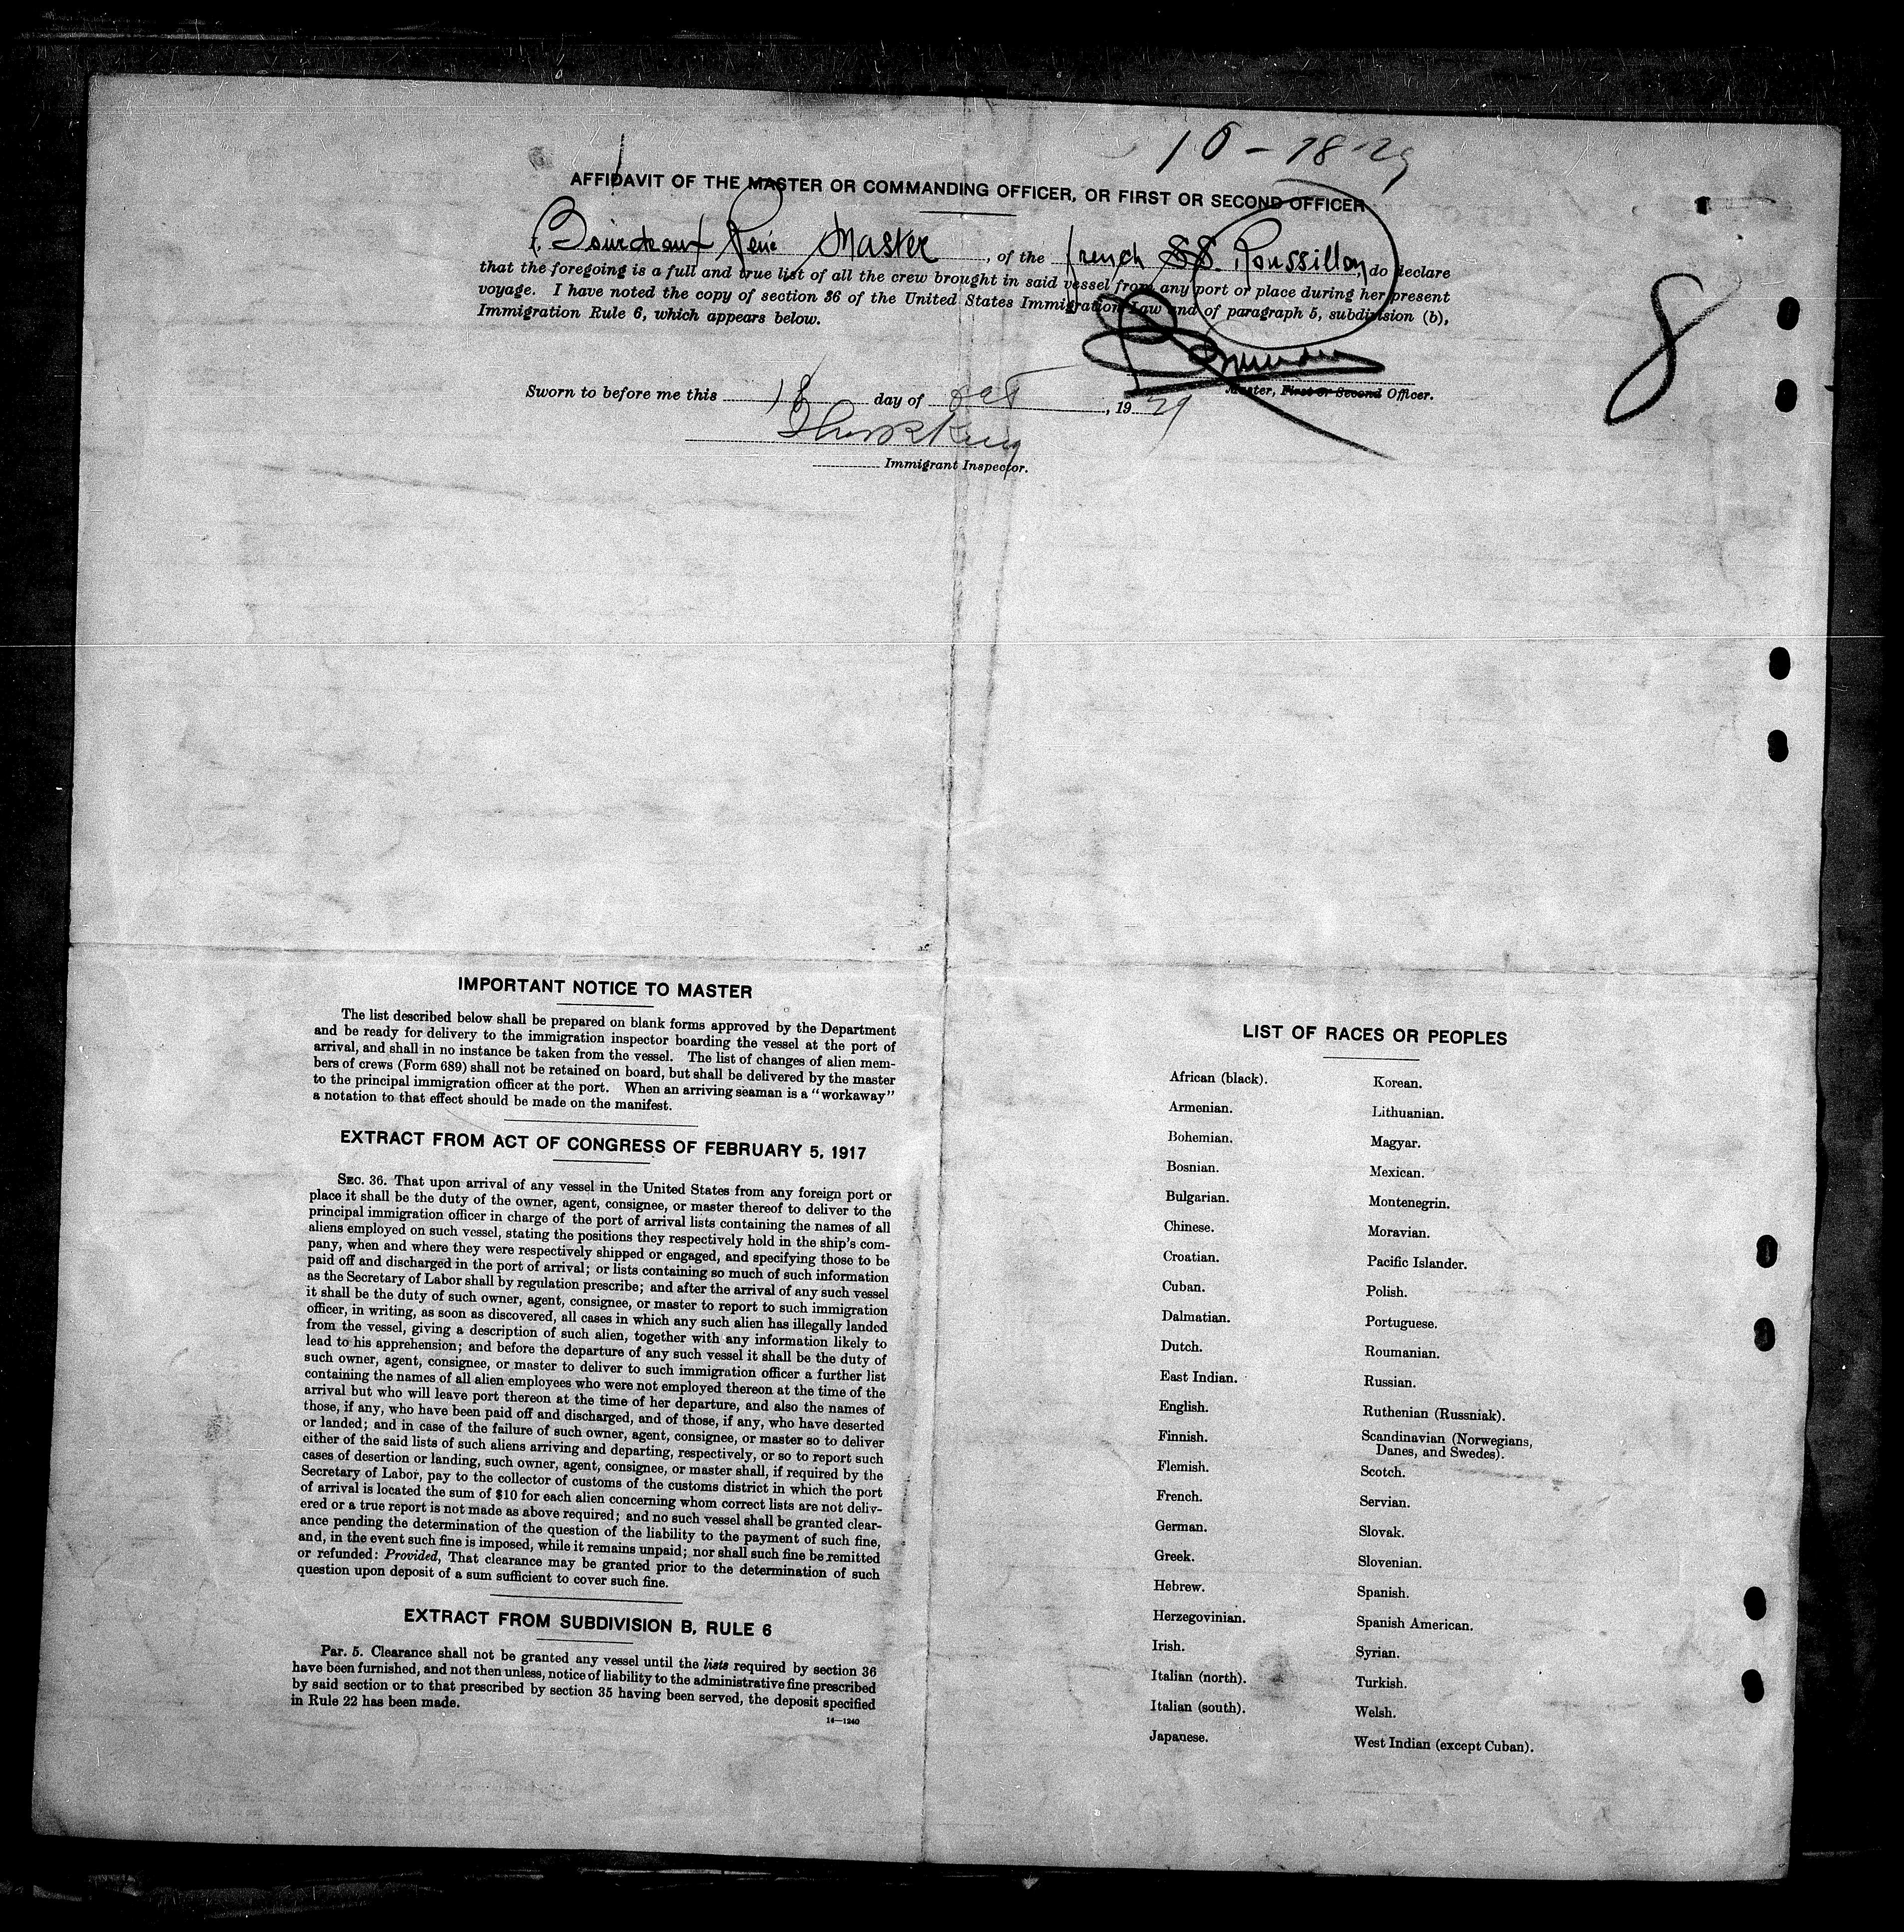 10-18-29
AFFIDAVIT OF THE MASTER OR COMMANDING OFFICER, OR FIRST OR SECOND OFFICER
I, René Master, of the french SS. Roussillon, do declare
that the foregoing is a full and true list of all the crew brought in said vessel from any port or place during her present
voyage. I have noted the copy of section 36 of the United States Immigration Law and of paragraph 5, subdivision (b),
Immigration Rule 6, which appears below.
8
Master, First or Second Officer.
Sworn to before me this 18 day of Oct, 1929
Immigrant Inspector.
IMPORTANT NOTICE TO MASTER
The list described below shall be prepared on blank forms approved by the Department
and be ready for delivery to the immigration inspector boarding the vessel at the port of
arrival, and shall in no instance be taken from the vessel. The list of changes of alien mem-
bers of crews (Form 689) shall not be retained on board, but shall be delivered by the master
to the principal immigration officer at the port. When an arriving seaman is a "workaway"
a notation to that effect should be made on the manifest.
EXTRACT FROM ACT OF CONGRESS OF FEBRUARY 5, 1917
SEC. 36. That upon arrival of any vessel in the United States from any foreign port or
place it shall be the duty of the owner, agent, consignee, or master thereof to deliver to the
principal immigration officer in charge of the port of arrival lists containing the names of all
aliens employed on such vessel, stating the positions they respectively hold in the ship's com-
pany, when and where they were respectively shipped or engaged, and specifying those to be
paid off and discharged in the port of arrival; or lists containing so much of such information
as the Secretary of Labor shall by regulation prescribe; and after the arrival of any such vessel
it shall be the duty of such owner, agent, consignee, or master to report to such immigration
officer, in writing, as soon as discovered, all cases in which any such alien has illegally landed
from the vessel, giving a description of such alien, together with any information likely to
lead to his apprehension; and before the departure of any such vessel it shall be the duty of
such owner, agent, consignee, or master to deliver to such immigration officer a further list
containing the names of all alien employees who were not employed thereon at the time of the
arrival but who will leave port thereon at the time of her departure, and also the names of
those, if any, who have been paid off and discharged, and of those, if any, who have deserted
or landed; and in case of the failure of such owner, agent, consignee, or master so to deliver
either of the said lists of such aliens arriving and departing, respectively, or so to report such
cases of desertion or landing, such owner, agent, consignee, or master shall, if required by the
Secretary of Labor, pay to the collector of customs of the customs district in which the port
of arrival is located the sum of $10 for each alien concerning whom correct lists are not deliv-
ered or a true report is not made as above required; and no such vessel shall be granted clear-
ance pending the determination of the question of the liability to the payment of such fine,
and, in the event such fine is imposed, while it remains unpaid; nor shall such fine be remitted
or refunded: Provided, That clearance may be granted prior to the determination of such
question upon deposit of a sum sufficient to cover such fine.
EXTRACT FROM SUBDIVISION B, RULE 6
Par. 5. Clearance shall not be granted any vessel until the lists required by section 36
have been furnished, and not then unless, notice of liability to the administrative fine prescribed
by said section or to that prescribed by section 35 having been served, the deposit specified
in Rule 22 has been made.
14—1240
LIST OF RACES OR PEOPLES
African (black).
Armenian.
Bohemian.
Bosnian.
Bulgarian.
Chinese.
Croatian.
Cuban.
Dalmatian.
Dutch.
East Indian.
English.
Finnish.
Flemish.
French.
German.
Greek.
Hebrew.
Herzegovinian.
Irish.
Italian (north).
Italian (south).
Japanese.
Korean.
Lithuanian.
Magyar.
Mexican.
Montenegrin.
Moravian.
Pacific Islander.
Polish.
Portuguese.
Roumanian.
Russian.
Ruthenian (Russniak).
Scandinavian (Norwegians,
Danes, and Swedes).
Scotch.
Servian.
Slovak.
Slovenian.
Spanish.
Spanish American.
Syrian.
Turkish.
Welsh.
West Indian (except Cuban).